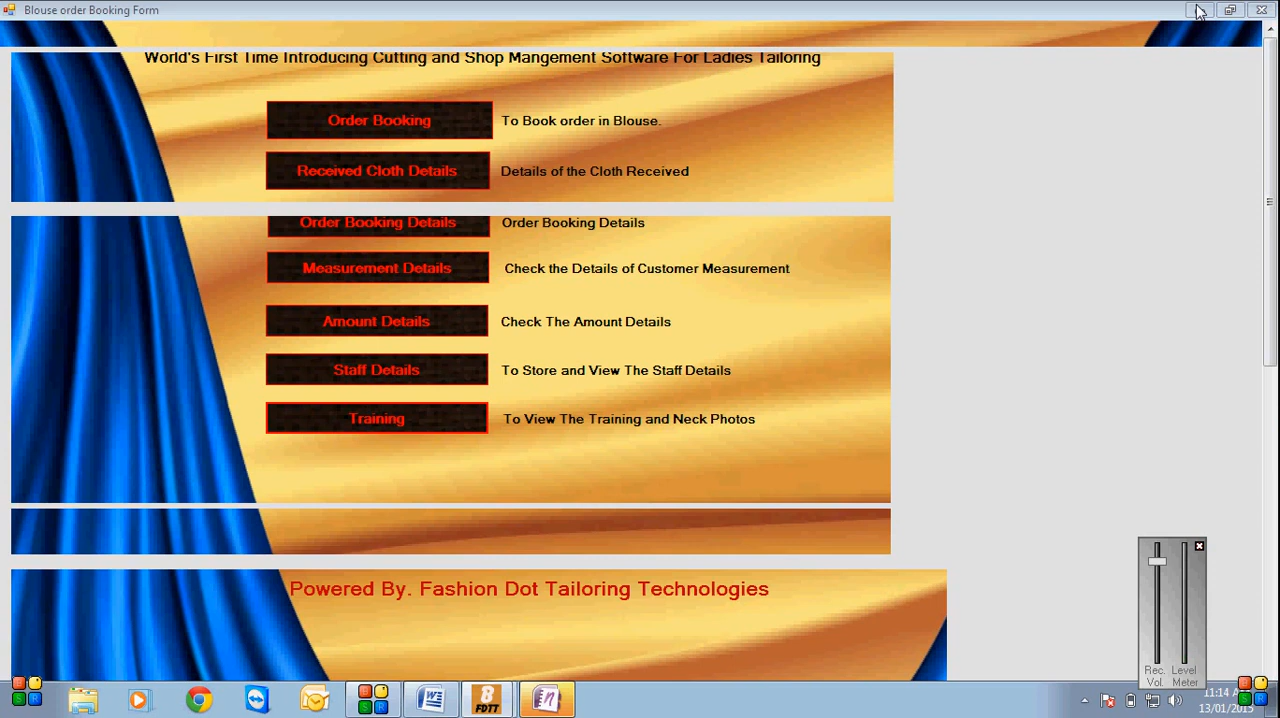 Blouse order Booking Form
World's First Time Introducing Cutting and Shop Mangement Software For Ladies Tailoring
Order Booking To Book order in Blouse.
Received Cloth Details Details of the Cloth Received
Order Booking Details Order Booking Details
Measurement Details Check the Details of Customer Measurement
Amount Details Check The Amount Details
Staff Details To Store and View The Staff Details
Training To View The Training and Neck Photos
Powered By. Fashion Dot Tailoring Technologies
Rec. Level
Vol Meter
B S R
B S R
FDTT
B S R
11:14 A
13/01/2015